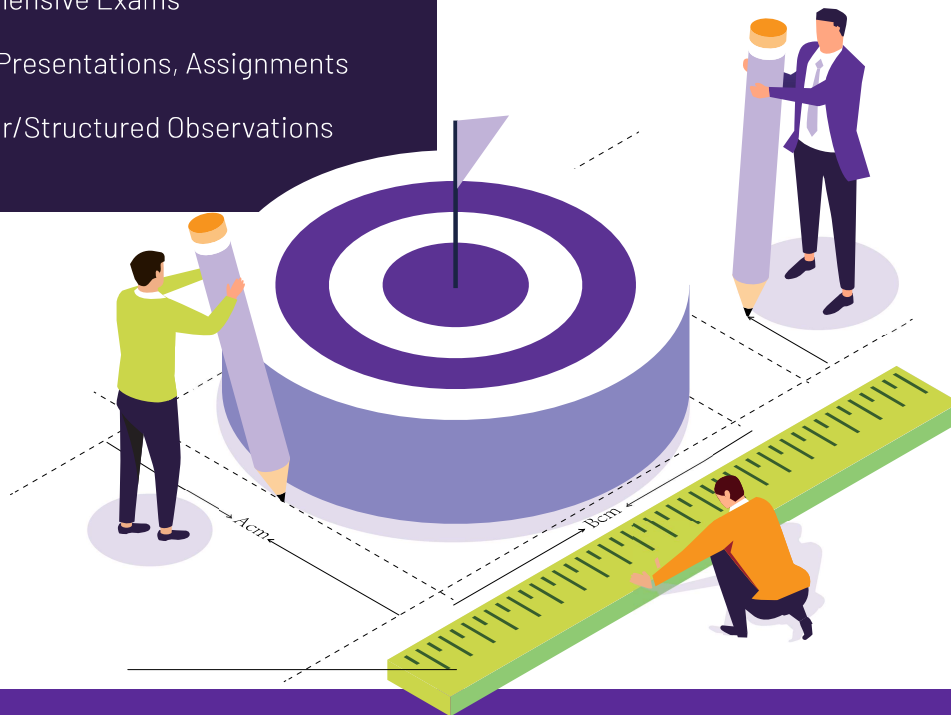 Presentations, Assignments
r/Structured Observations
Acm
Bcm